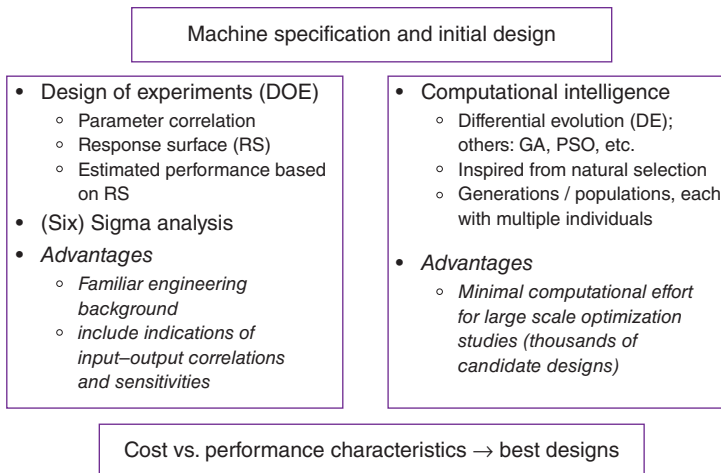 Machine specification and initial design
• Design of experiments (DOE)
◦ Parameter correlation
◦ Response surface (RS)
◦ Estimated performance based
on RS
• (Six) Sigma analysis
• Advantages
◦ Familiar engineering
background
◦ include indications of
input–output correlations
and sensitivities
• Computational intelligence
◦ Differential evolution (DE);
others: GA, PSO, etc.
◦ Inspired from natural selection
◦ Generations / populations, each
with multiple individuals
• Advantages
◦ Minimal computational effort
for large scale optimization
studies (thousands of
candidate designs)
Cost vs. performance characteristics → best designs